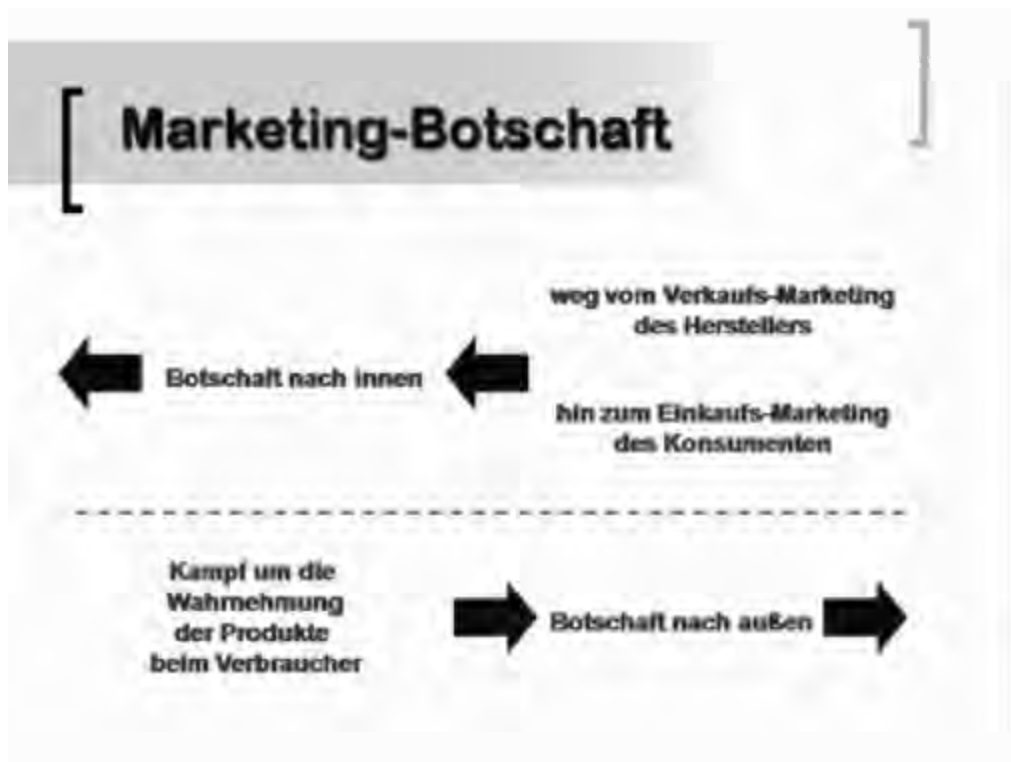 Marketing-Botschaft
weg vom Verkaufs-Marketing
des Herstellers
Botschaft nach innen
hin zum Einkaufs-Marketing
des Konsumenten
Kampf um die
Wahrnehmung
der Produkte
beim Verbraucher
Botschaft nach außen